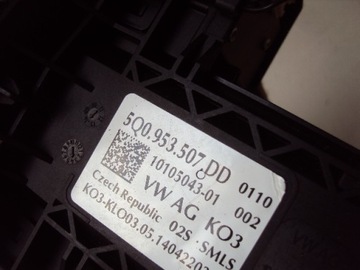 5Q0.953.507 DD 0110
10105043-01 002
VW AG KO3
Czech Republic 02S SMLS